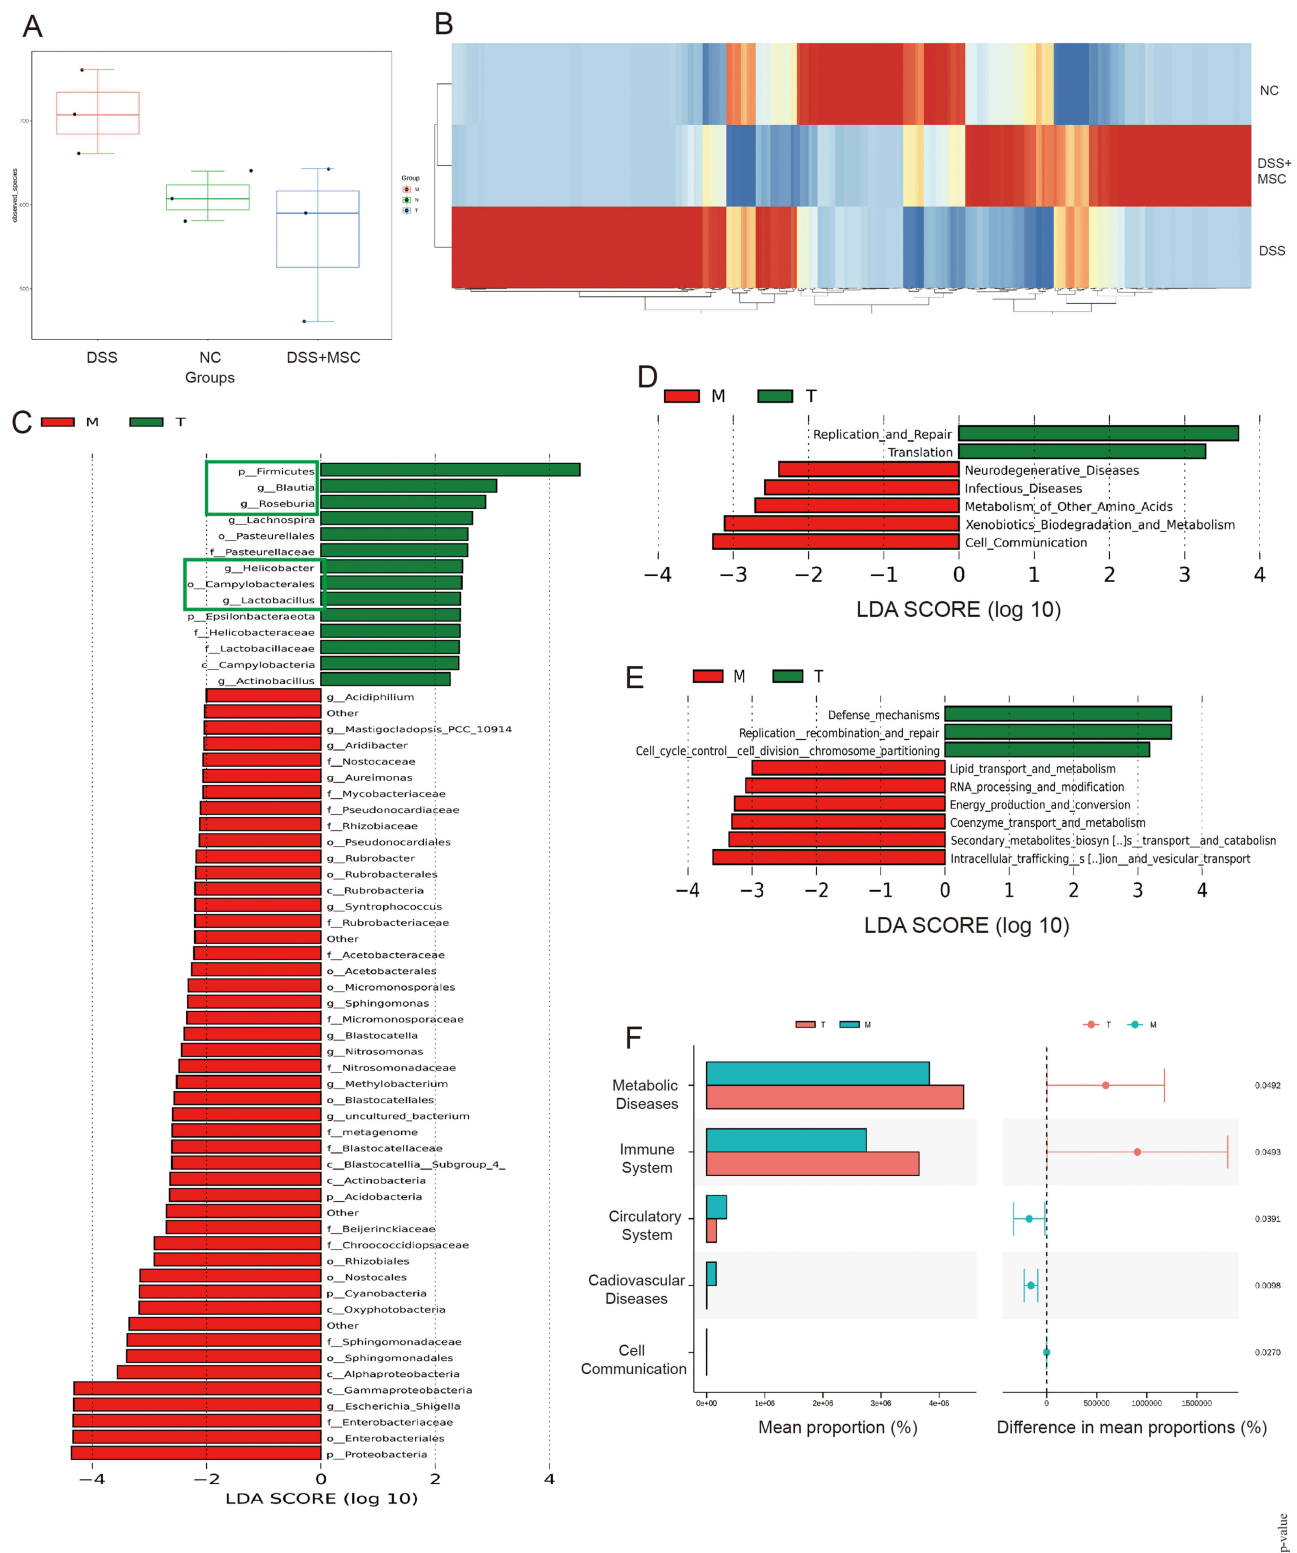 A
observed_species
700
600
500
Group
M
N
T
DSS
NC
DSS+MSC
Groups
B
NC
DSS+
MSC
DSS
C
M
T
p__Firmicutes
g__Blautia
g__Roseburia
g__Lachnospira
o__Pasteurellales
f__Pasteurellaceae
g__Helicobacter
o__Campylobacterales
g__Lactobacillus
p__Epsilonbacteraeota
f__Helicobacteraceae
f__Lactobacillaceae
c__Campylobacteria
g__Actinobacillus
g__Acidiphilium
Other
g__Mastigocladopsis_PCC_10914
g__Aridibacter
f__Nostocaceae
g__Aureimonas
f__Mycobacteriaceae
f__Pseudonocardiaceae
f__Rhizobiaceae
o__Pseudonocardiales
g__Rubrobacter
o__Rubrobacterales
c__Rubrobacteria
g__Syntrophococcus
f__Rubrobacteriaceae
Other
f__Acetobacteraceae
o__Acetobacterales
o__Micromonosporales
g__Sphingomonas
f__Micromonosporaceae
g__Blastocatella
g__Nitrosomonas
f__Nitrosomonadaceae
g__Methylobacterium
o__Blastocatellales
g__uncultured_bacterium
f__metagenome
f__Blastocatellaceae
c__Blastocatellia__Subgroup_4_
c__Actinobacteria
p__Acidobacteria
Other
f__Beijerinckiaceae
f__Chroococcidiopsaceae
o__Rhizobiales
o__Nostocales
p__Cyanobacteria
c__Oxyphotobacteria
Other
f__Sphingomonadaceae
o__Sphingomonadales
c__Alphaproteobacteria
c__Gammaproteobacteria
g__Escherichia_Shigella
f__Enterobacteriaceae
o__Enterobacteriales
p__Proteobacteria
−4 −2 0 2 4
LDA SCORE (log 10)
D
M
T
Replication_and_Repair
Translation
Neurodegenerative_Diseases
Infectious_Diseases
Metabolism_of_Other_Amino_Acids
Xenobiotics_Biodegradation_and_Metabolism
Cell_Communication
−4 −3 −2 −1 0 1 2 3 4
LDA SCORE (log 10)
E
M
T
Defense_mechanisms
Replication__recombination_and_repair
Cell_cycle_control__cell_division__chromosome_partitioning
Lipid_transport_and_metabolism
RNA_processing_and_modification
Energy_production_and_conversion
Coenzyme_transport_and_metabolism
Secondary_metabolites_biosyn [..]s__transport__and_catabolism
Intracellular_trafficking__s [..]ion__and_vesicular_transport
−4 −3 −2 −1 0 1 2 3 4
LDA SCORE (log 10)
F
T
M
T
M
Metabolic
Diseases
Immune
System
Circulatory
System
Cadiovascular
Diseases
Cell
Communication
0.0492
0.0493
0.0391
0.0098
0.0270
0e+00 1e+06 2e+06 3e+06 4e+06
Mean proportion (%)
0 500000 1000000 1500000
Difference in mean proportions (%)
p-value